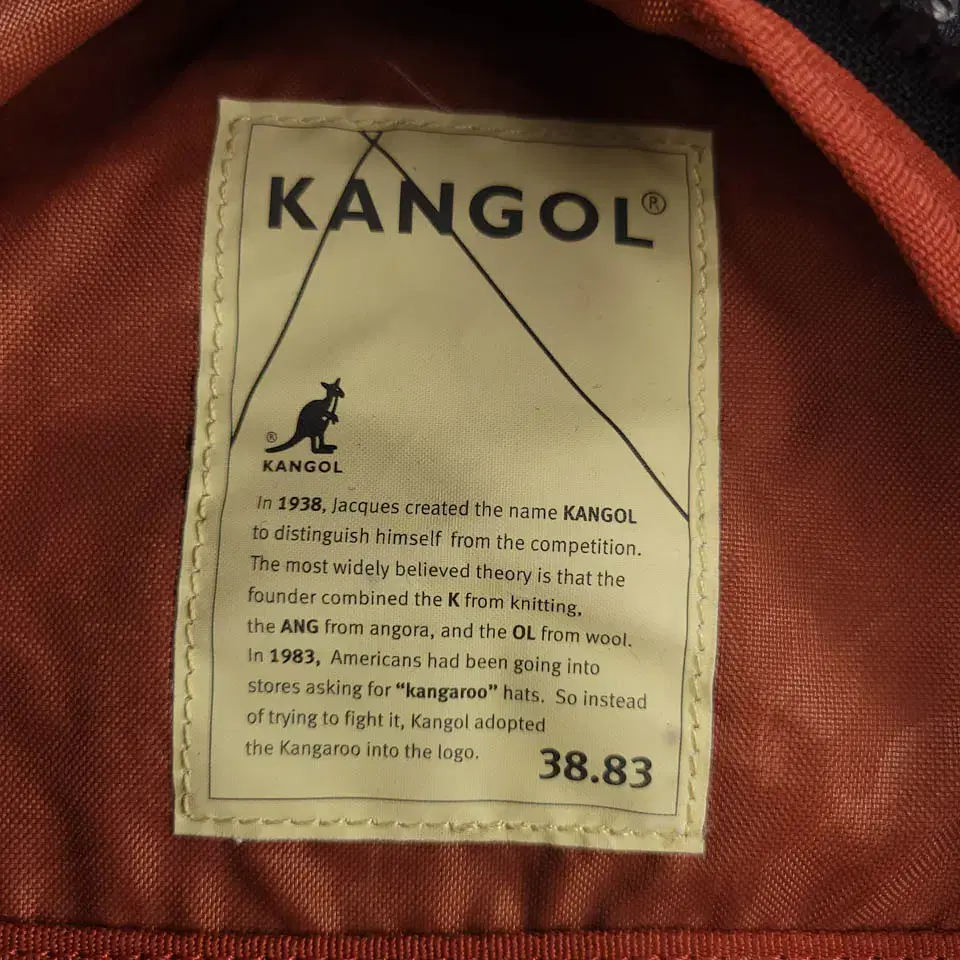 KANGOL®
®
KANGOL
In 1938, Jacques created the name KANGOL
to distinguish himself from the competition.
The most widely believed theory is that the
founder combined the K from knitting,
the ANG from angora, and the OL from wool.
In 1983, Americans had been going into
stores asking for “kangaroo” hats. So instead
of trying to fight it, Kangol adopted
the Kangaroo into the logo.
38.83